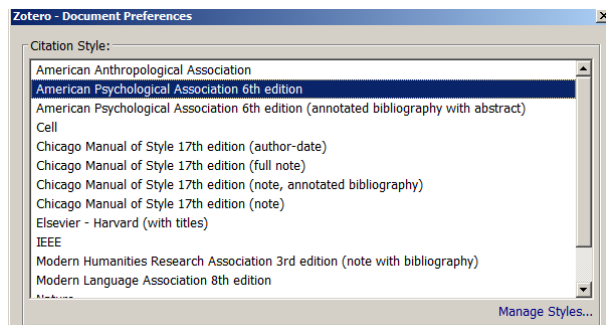 Zotero - Document Preferences
Citation Style:
American Anthropological Association
American Psychological Association 6th edition
American Psychological Association 6th edition (annotated bibliography with abstract)
Cell
Chicago Manual of Style 17th edition (author-date)
Chicago Manual of Style 17th edition (full note)
Chicago Manual of Style 17th edition (note, annotated bibliography)
Chicago Manual of Style 17th edition (note)
Elsevier - Harvard (with titles)
IEEE
Modern Humanities Research Association 3rd edition (note with bibliography)
Modern Language Association 8th edition
Manage Styles...